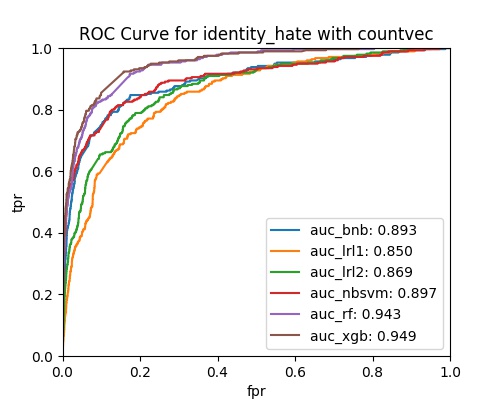 ROC Curve for identity_hate with countvec
tpr
1.0
0.8
0.6
0.4
0.2
0.0
auc_bnb: 0.893
auc_lrl1: 0.850
auc_lrl2: 0.869
auc_nbsvm: 0.897
auc_rf: 0.943
auc_xgb: 0.949
0.0 0.2 0.4 0.6 0.8 1.0
fpr